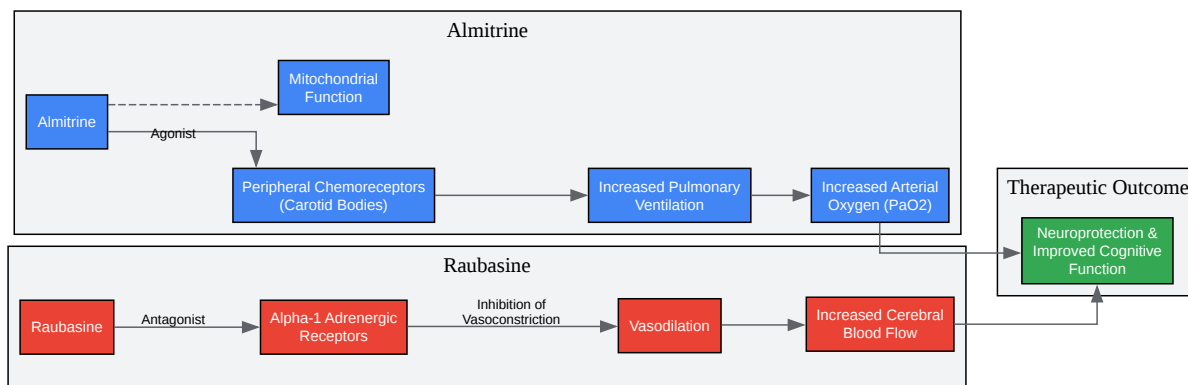 Almitrine
Mitochondrial
Function
Almitrine
Agonist
Peripheral Chemoreceptors
(Carotid Bodies)
Increased Pulmonary
Ventilation
Increased Arterial
Oxygen (PaO2)
Therapeutic Outcome
Neuroprotection &
Improved Cognitive
Function
Raubasine
Raubasine
Antagonist
Alpha-1 Adrenergic
Receptors
Inhibition of
Vasoconstriction
Vasodilation
Increased Cerebral
Blood Flow